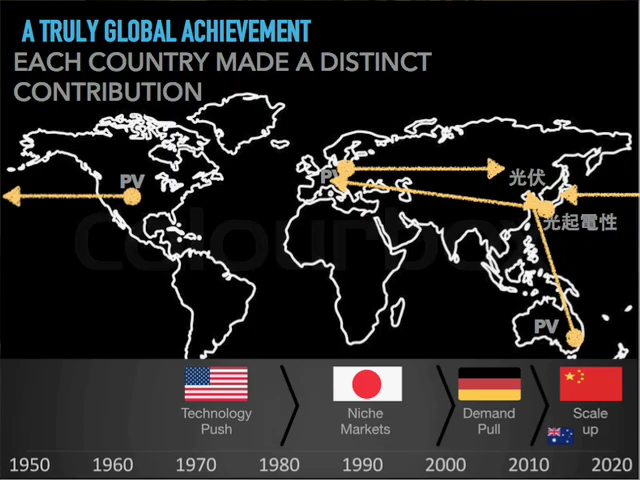 A TRULY GLOBAL ACHIEVEMENT
EACH COUNTRY MADE A DISTINCT
CONTRIBUTION
PV
PV
光伏
光起電性
colourbox
PV
Technology
Push
Niche
Markets
Demand
Pull
Scale
up
1950 1960 1970 1980 1990 2000 2010 2020